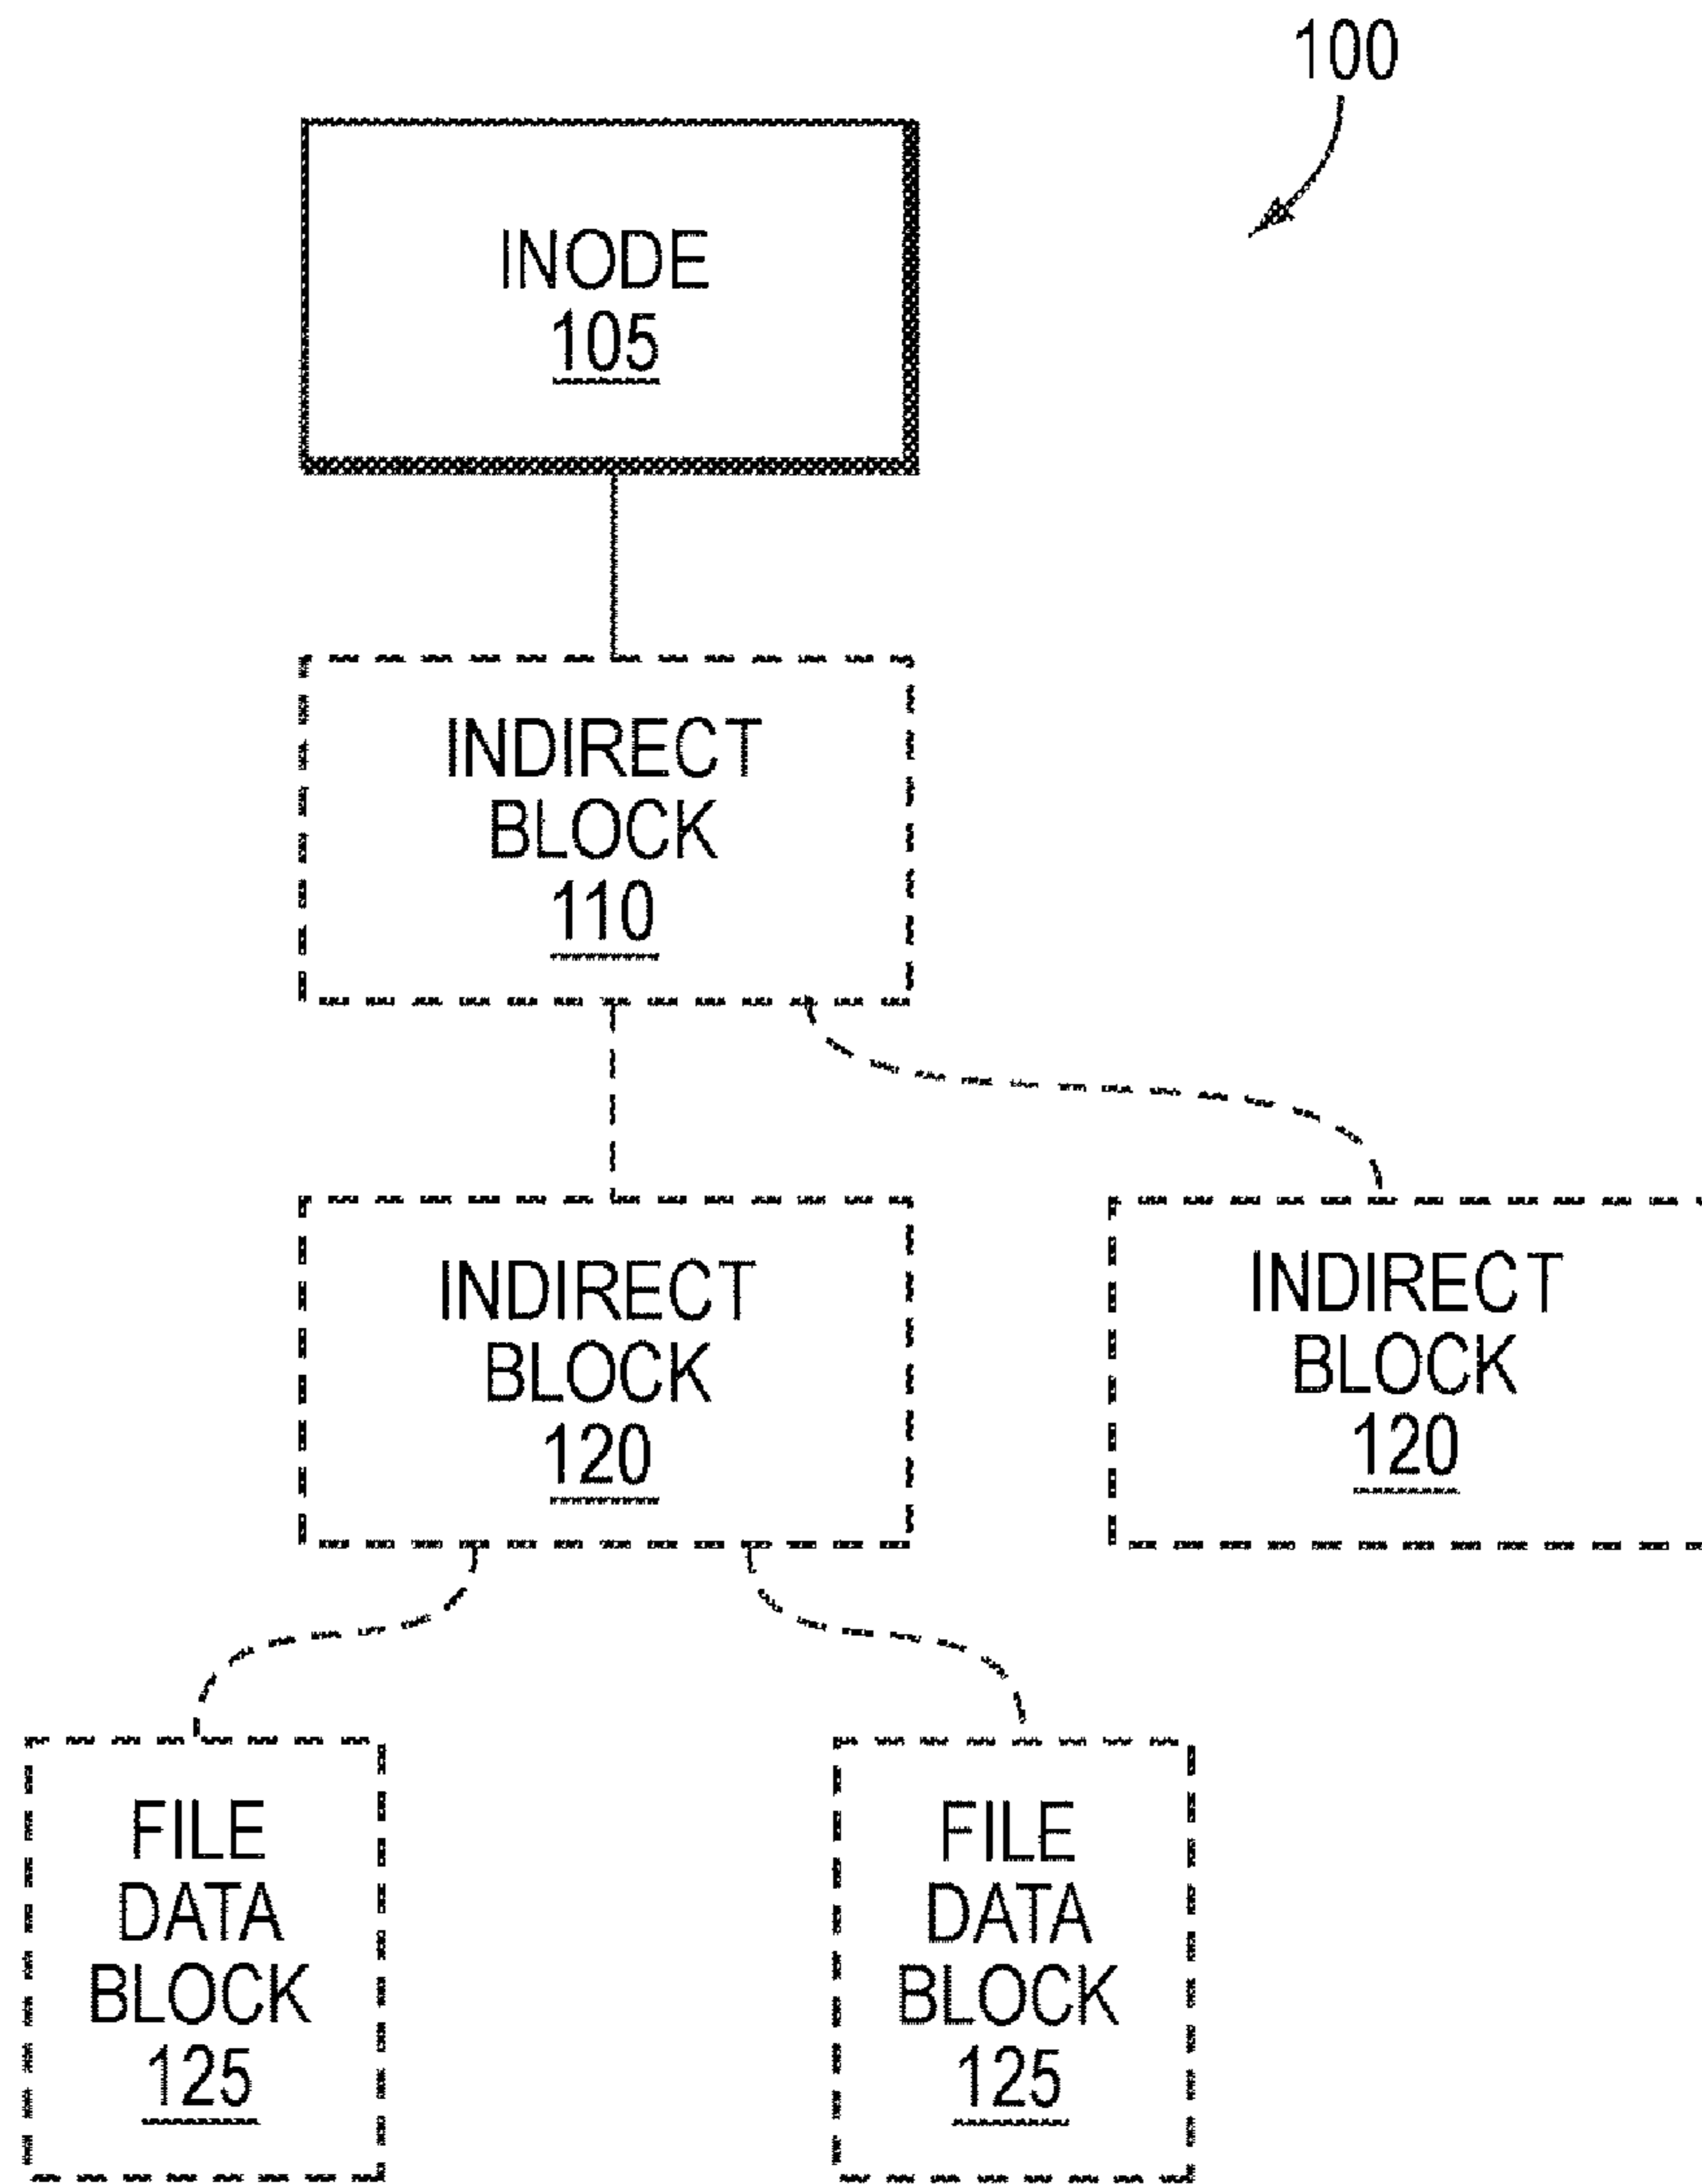 100
INODE
105
INDIRECT
BLOCK
110
INDIRECT
BLOCK
120
INDIRECT
BLOCK
120
FILE
DATA
BLOCK
125
FILE
DATA
BLOCK
125